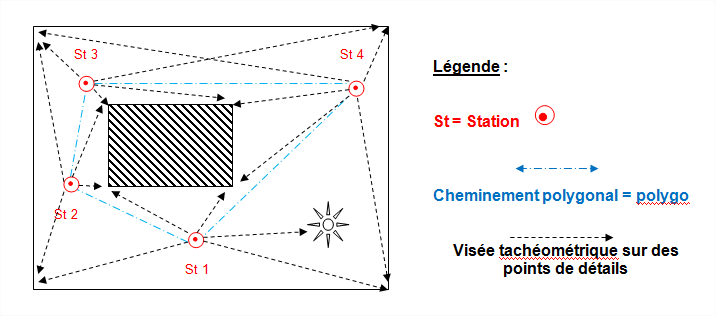 St 3
St 4
St 2
St 1
Légende :
St = Station
Cheminement polygonal = polygo
Visée tachéométrique sur des
points de détails